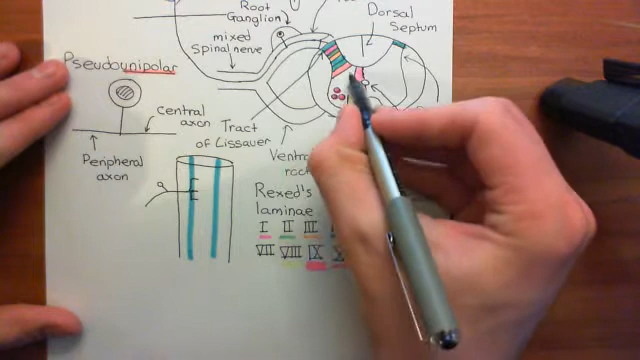 Root
Ganglion
Dorsal
Septum
mixed
Spinal nerve
Pseudounipolar
Central
axon
Tract
of Lissauer
Peripheral
axon
Rexed's
laminae
I II III
VII VIII IX